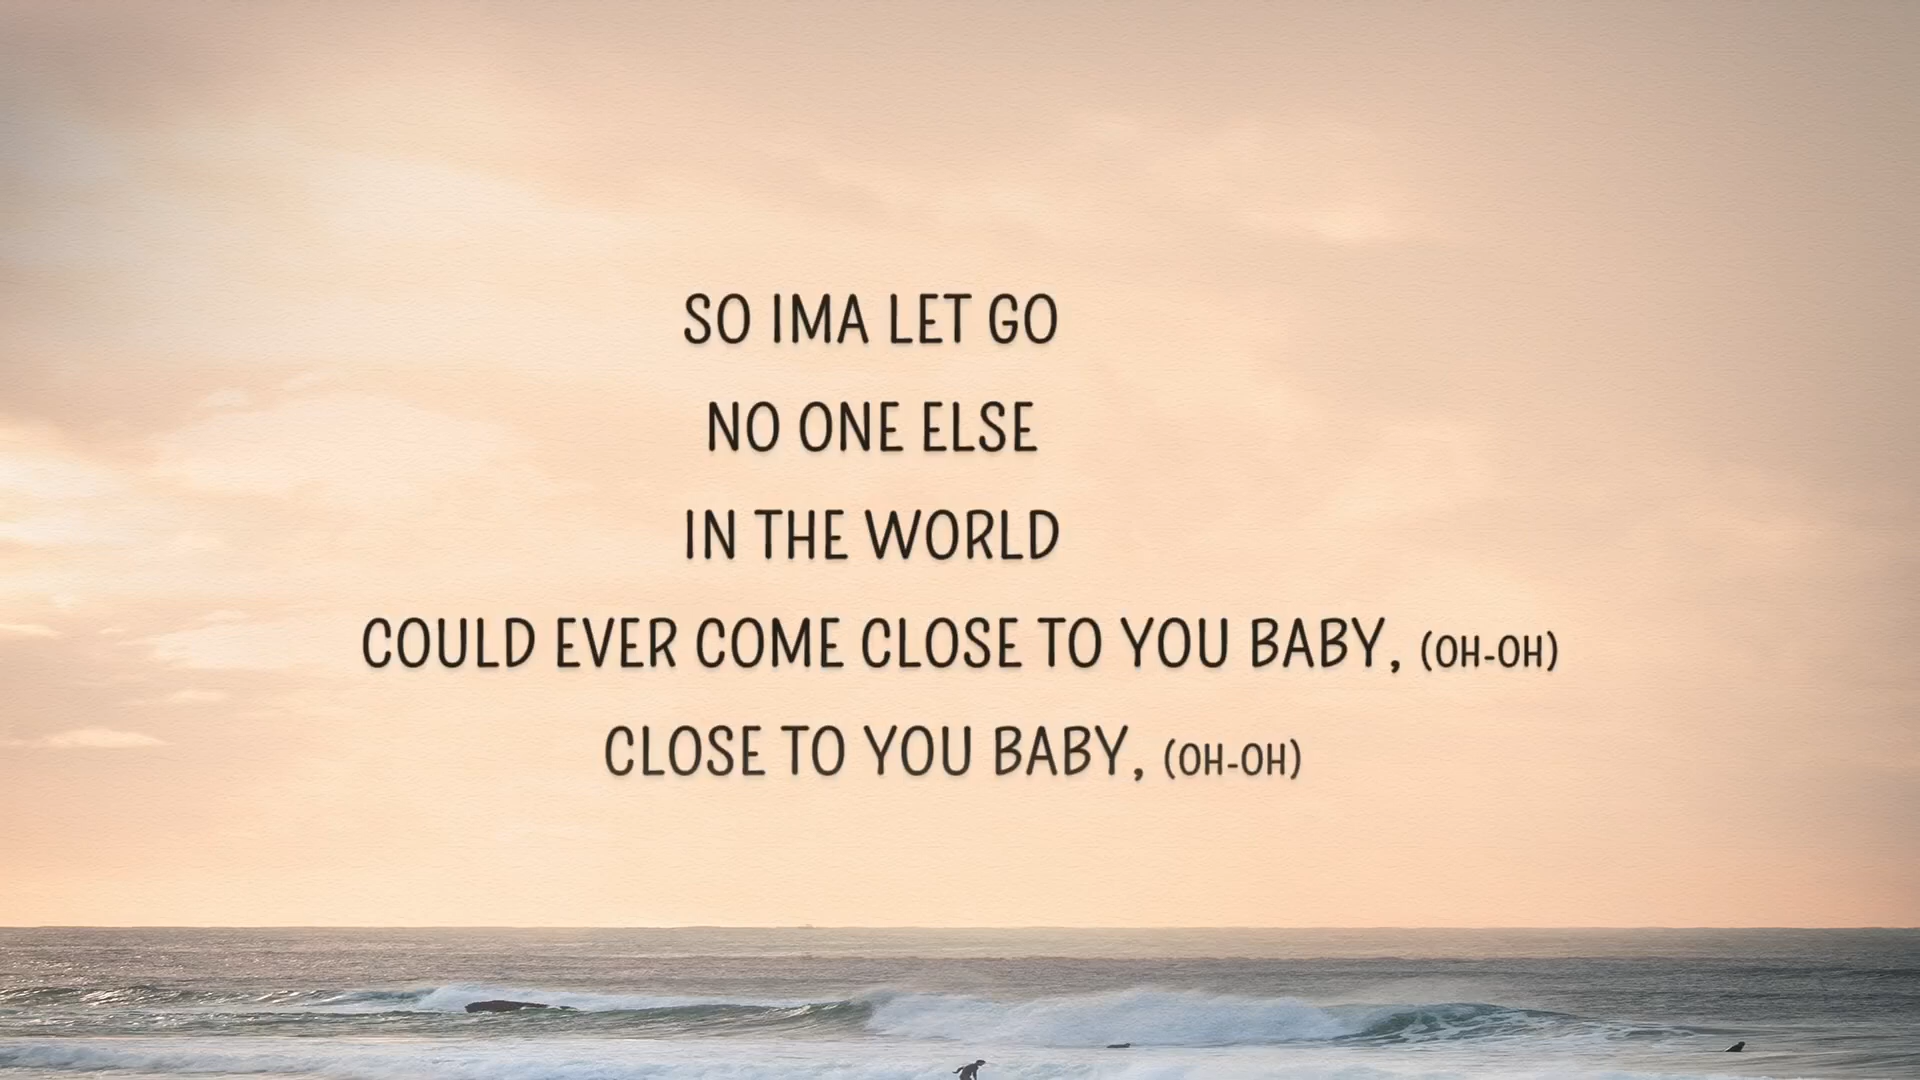 SO IMA LET GO
NO ONE ELSE
IN THE WORLD
COULD EVER COME CLOSE TO YOU BABY, (OH-OH)
CLOSE TO YOU BABY, (OH-OH)